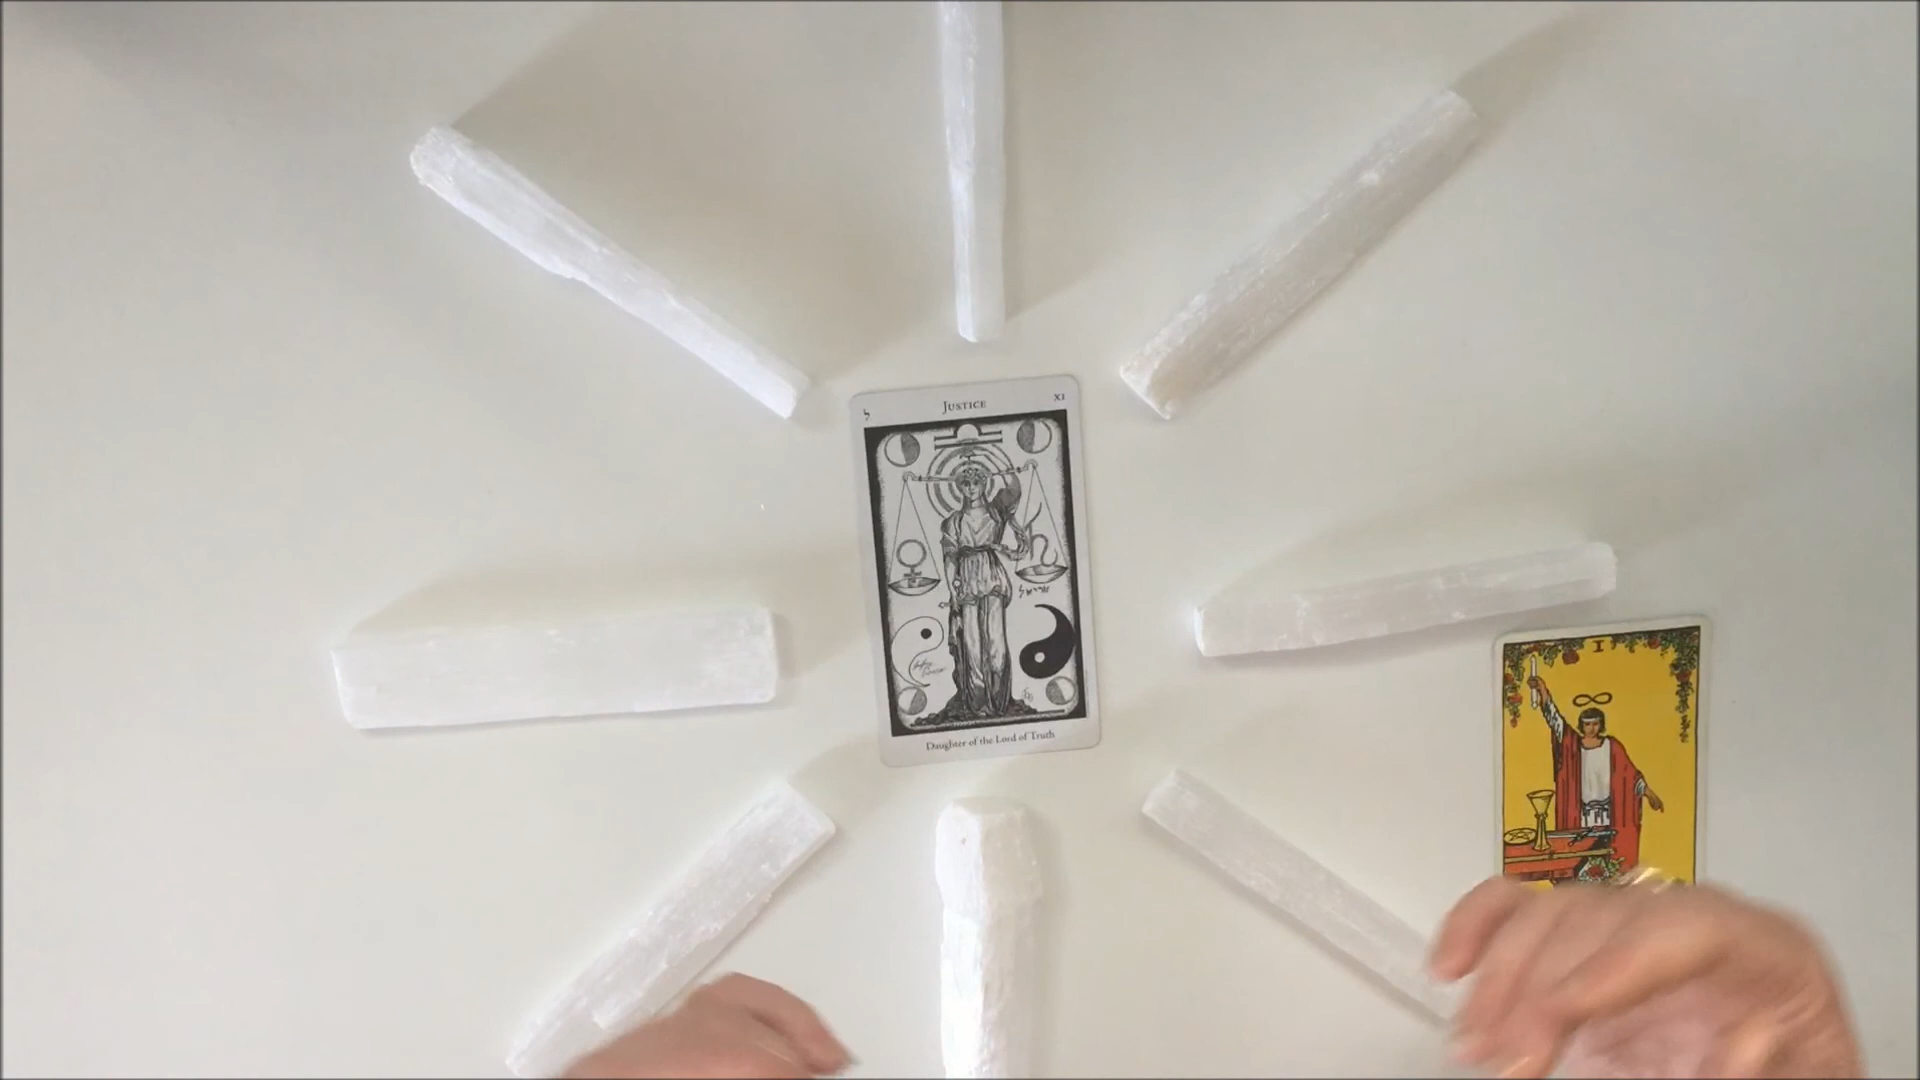 ל JUSTICE XI
Daughter of the Lord of Truth
I